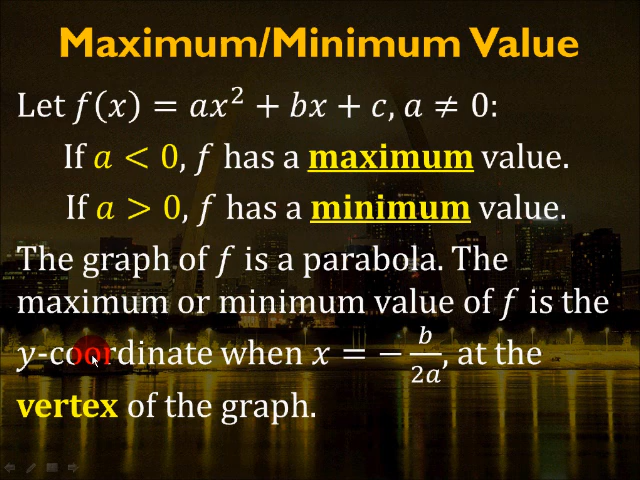 Maximum/Minimum Value
Let f(x) = ax² + bx + c, a ≠ 0:
If a < 0, f has a maximum value.
If a > 0, f has a minimum value.
The graph of f is a parabola. The
maximum or minimum value of f is the
y-coordinate when x = −b/2a, at the
vertex of the graph.